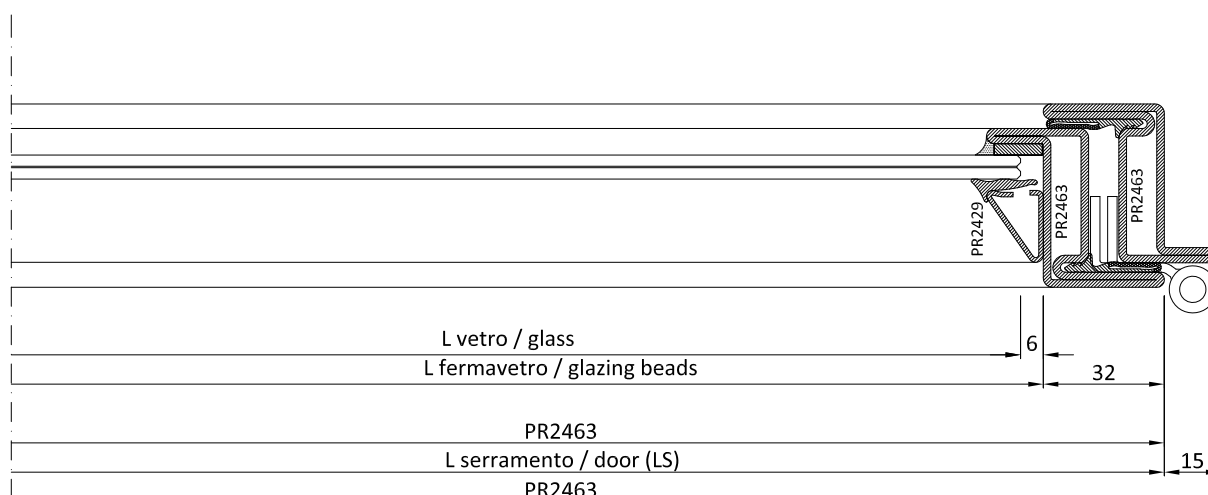 PR2429
PR2463
PR2463
L vetro / glass
6
L fermavetro / glazing beads
32
PR2463
L serramento / door (LS)
15
PR2463